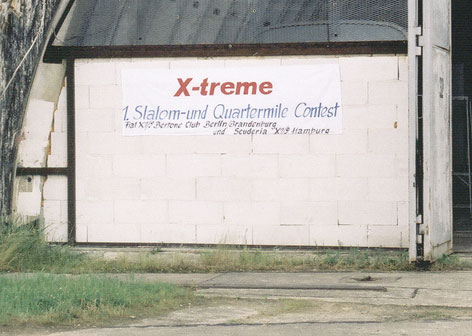 X-treme
1. Slalom-und Quartermile Contest
Fiat X1/9 Bertone Club Berlin Brandenburg
und Scuderia X1/9 Hamburg